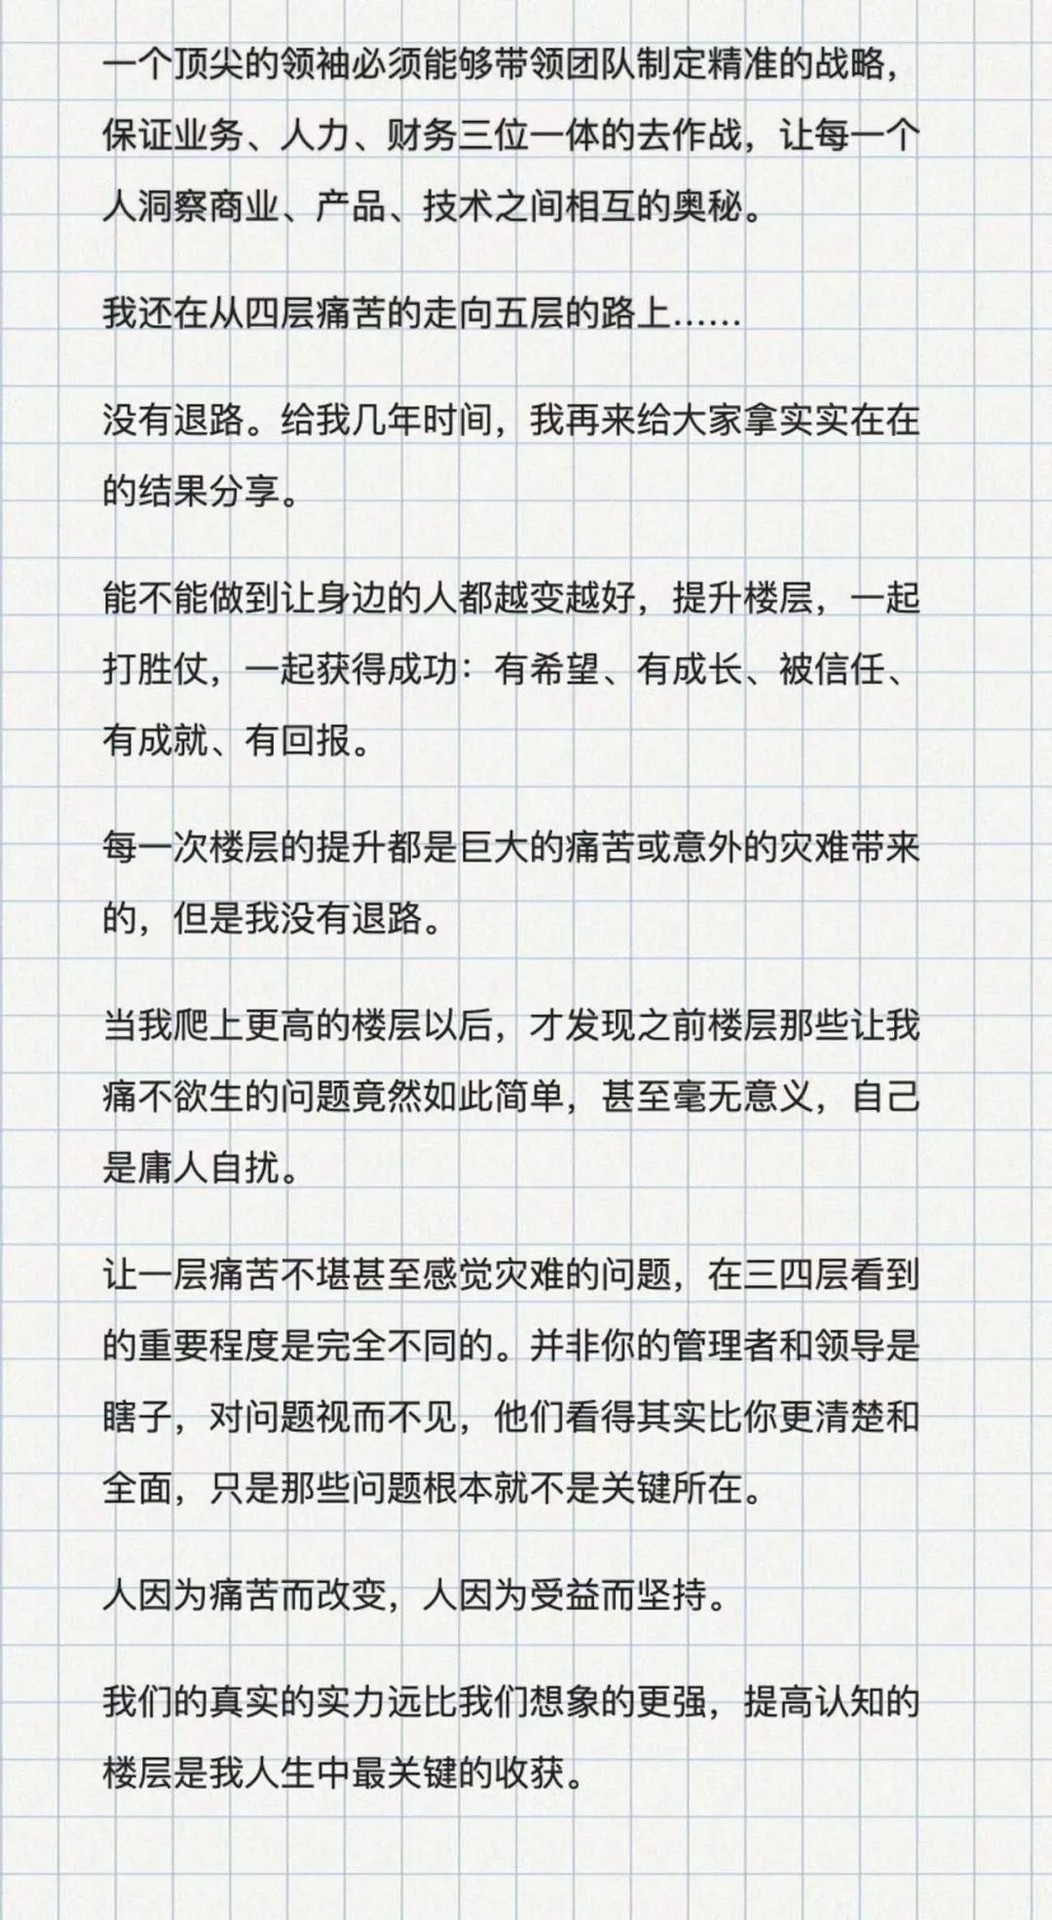 一个顶尖的领袖必须能够带领团队制定精准的战略，
保证业务、人力、财务三位一体的去作战，让每一个
人洞察商业、产品、技术之间相互的奥秘。
我还在从四层痛苦的走向五层的路上……
没有退路。给我几年时间，我再来给大家拿实实在在
的结果分享。
能不能做到让身边的人都越变越好，提升楼层，一起
打胜仗，一起获得成功：有希望、有成长、被信任、
有成就、有回报。
每一次楼层的提升都是巨大的痛苦或意外的灾难带来
的，但是我没有退路。
当我爬上更高的楼层以后，才发现之前楼层那些让我
痛不欲生的问题竟然如此简单，甚至毫无意义，自己
是庸人自扰。
让一层痛苦不堪甚至感觉灾难的问题，在三四层看到
的重要程度是完全不同的。并非你的管理者和领导是
瞎子，对问题视而不见，他们看得其实比你更清楚和
全面，只是那些问题根本就不是关键所在。
人因为痛苦而改变，人因为受益而坚持。
我们的真实的实力远比我们想象的更强，提高认知的
楼层是我人生中最关键的收获。